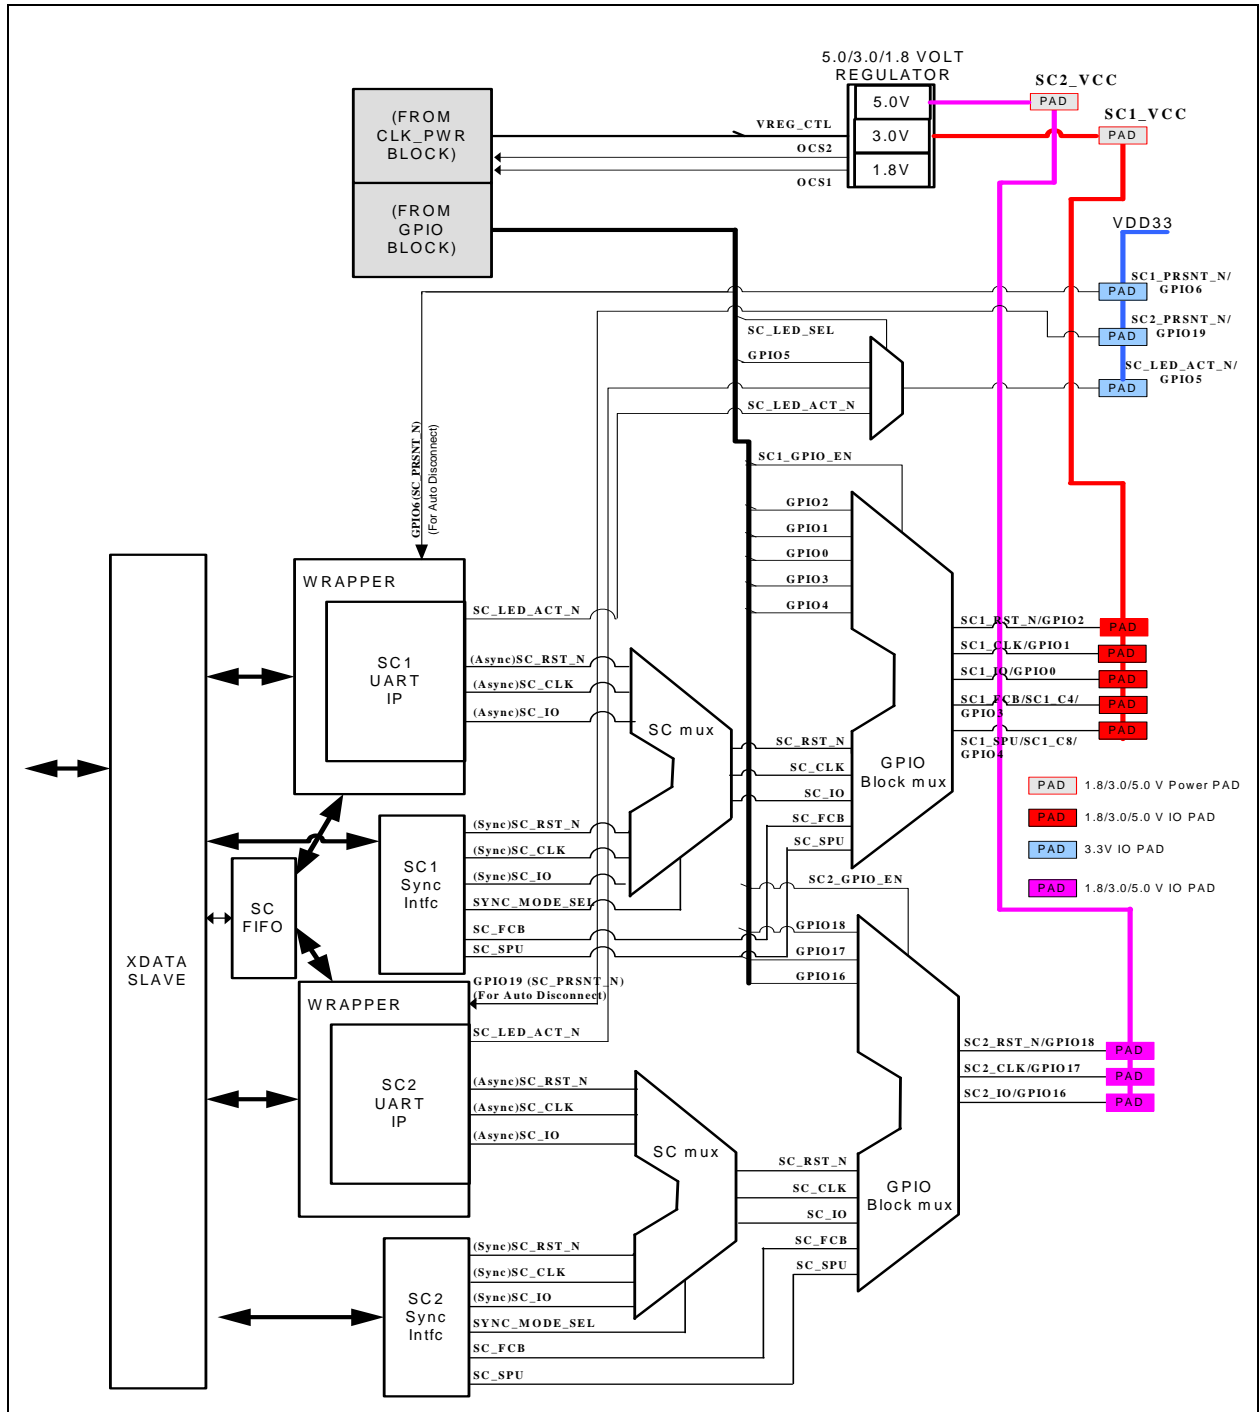 5.0/3.0/1.8 VOLT
REGULATOR
5.0V
3.0V
1.8V
SC2_VCC
PAD
SC1_VCC
PAD
(FROM
CLK_PWR
BLOCK)
(FROM
GPIO
BLOCK)
VREG_CTL
OCS2
OCS1
VDD33
SC1_PRSNT_N/
GPIO6
PAD
SC2_PRSNT_N/
GPIO19
PAD
SC_LED_ACT_N/
GPIO5
PAD
SC_LED_SEL
GPIO5
SC_LED_ACT_N
GPIO6(SC_PRSNT_N)
(For Auto Disconnect)
SC1_GPIO_EN
GPIO2
GPIO1
GPIO0
GPIO3
GPIO4
WRAPPER
SC1
UART
IP
SC_LED_ACT_N
(Async)SC_RST_N
(Async)SC_CLK
(Async)SC_IO
SC mux
SC_RST_N
SC_CLK
SC_IO
SC_FCB
SC_SPU
GPIO
Block mux
SC1_RST_N/GPIO2
PAD
SC1_CLK/GPIO1
PAD
SC1_IO/GPIO0
PAD
SC1_FCB/SC1_C4/
GPIO3
PAD
SC1_SPU/SC1_C8/
GPIO4
PAD
PAD 1.8/3.0/5.0 V Power PAD
PAD 1.8/3.0/5.0 V IO PAD
PAD 3.3V IO PAD
PAD 1.8/3.0/5.0 V IO PAD
SC1
Sync
Intfc
(Sync)SC_RST_N
(Sync)SC_CLK
(Sync)SC_IO
SYNC_MODE_SEL
SC_FCB
SC_SPU
SC
FIFO
XDATA
SLAVE
SC2_GPIO_EN
GPIO18
GPIO17
GPIO16
GPIO19 (SC_PRSNT_N)
(For Auto Disconnect)
WRAPPER
SC2
UART
IP
SC_LED_ACT_N
(Async)SC_RST_N
(Async)SC_CLK
(Async)SC_IO
SC mux
SC_RST_N
SC_CLK
SC_IO
SC_FCB
SC_SPU
GPIO
Block mux
SC2_RST_N/GPIO18
PAD
SC2_CLK/GPIO17
PAD
SC2_IO/GPIO16
PAD
SC2
Sync
Intfc
(Sync)SC_RST_N
(Sync)SC_CLK
(Sync)SC_IO
SYNC_MODE_SEL
SC_FCB
SC_SPU